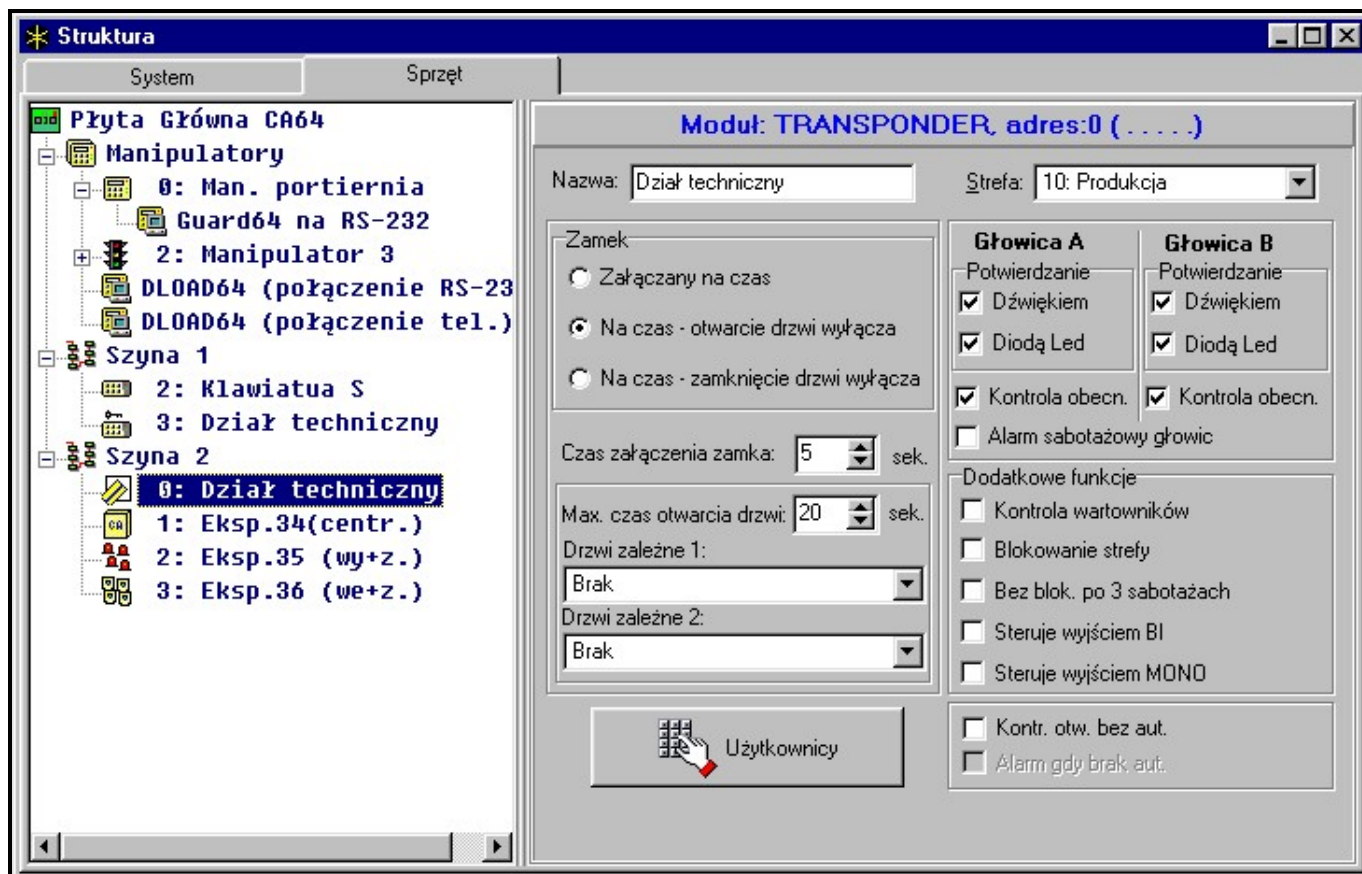 Struktura
System
Sprzęt
Płyta Główna CA64
Manipulatory
0: Man. portiernia
Guard64 na RS-232
2: Manipulator 3
DLOAD64 (połączenie RS-23
DLOAD64 (połączenie tel.)
Szyna 1
2: Klawiatua S
3: Dział techniczny
Szyna 2
0: Dział techniczny
CA
1: Eksp.34(centr.)
2: Eksp.35 (wy+z.)
3: Eksp.36 (we+z.)
Moduł: TRANSPONDER, adres:0 ( . . . . .)
Nazwa: Dział techniczny
Strefa: 10: Produkcja
Zamek
Załączany na czas
Na czas - otwarcie drzwi wyłącza
Na czas - zamknięcie drzwi wyłącza
Czas załączenia zamka: 5 sek.
Max. czas otwarcia drzwi: 20 sek.
Drzwi zależne 1:
Brak
Drzwi zależne 2:
Brak
Użytkownicy
Głowica A
Głowica B
Potwierdzanie
Potwierdzanie
Dźwiękiem
Dźwiękiem
Diodą Led
Diodą Led
Kontrola obecn.
Kontrola obecn.
Alarm sabotażowy głowic
Dodatkowe funkcje
Kontrola wartowników
Blokowanie strefy
Bez blok. po 3 sabotażach
Steruje wyjściem BI
Steruje wyjściem MONO
Kontr. otw. bez aut.
Alarm gdy brak aut.